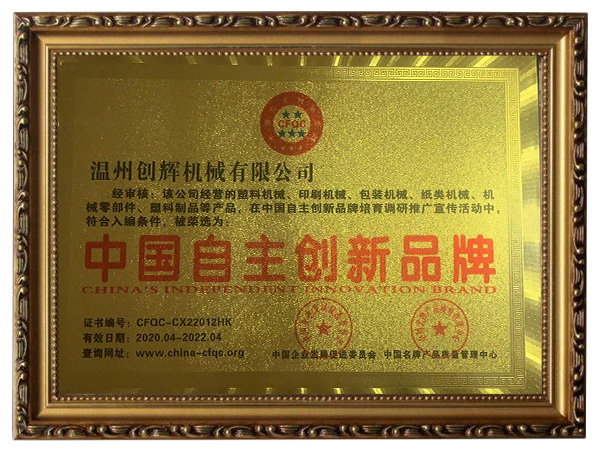 CFQC
温州创辉机械有限公司
经审核：该公司经营的塑料机械、印刷机械、包装机械、纸类机械、机
械零部件、塑料制品等产品，在中国自主创新品牌培育调研推广宣传活动中，
符合入编条件，被荣选为：
中国自主创新品牌
CHINA'S INDEPENDENT INNOVATION BRAND
证书编号：CFQC-CX22012HK
有效日期：2020.04-2022.04
查询网址：www.china-cfqc.org
中国企业发展促进委员会 中国名牌产品质量管理中心